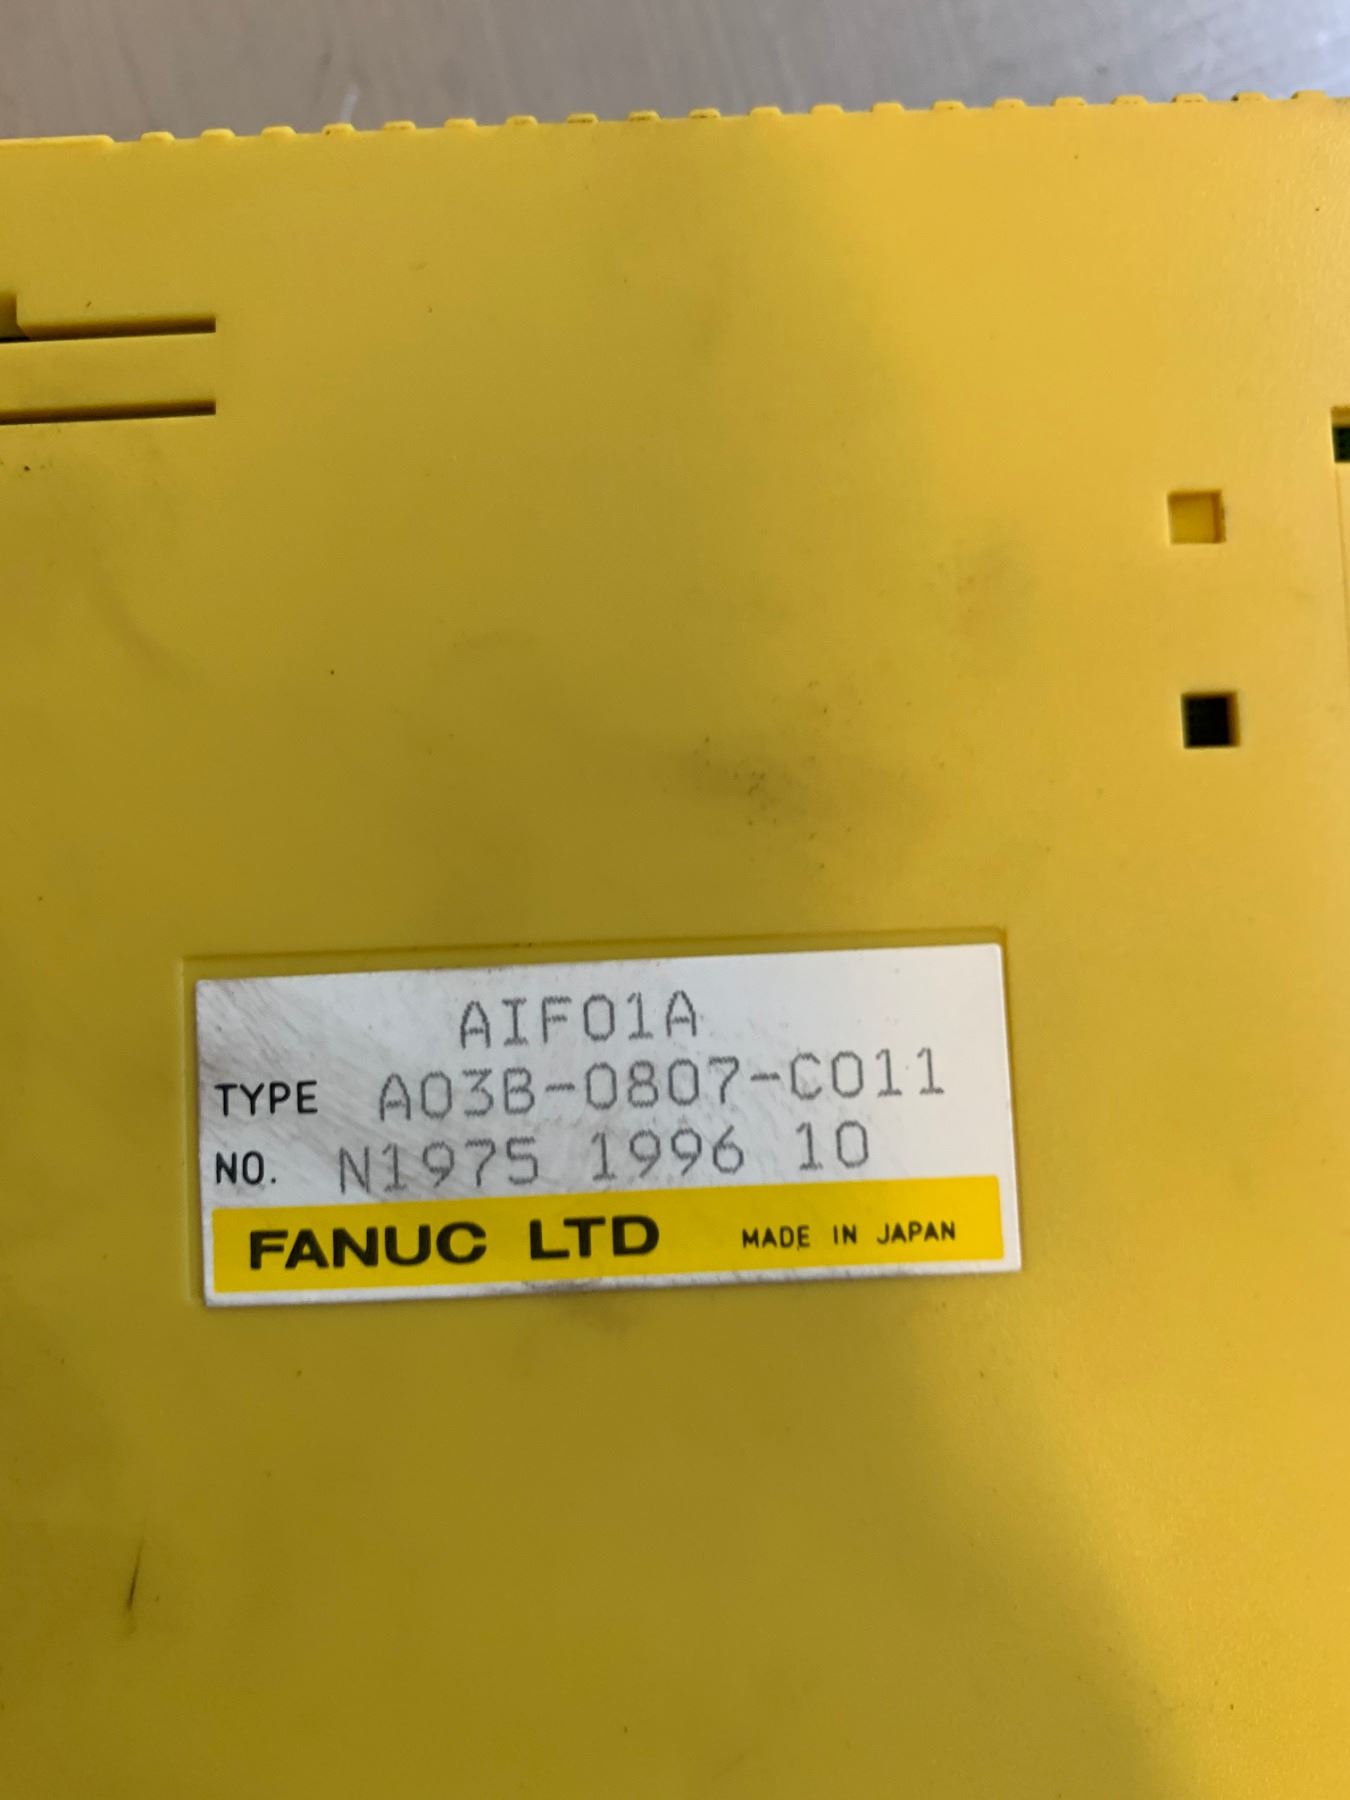 AIF01A
TYPE A03B-0807-C011
NO. N1975 1996 10
FANUC LTD MADE IN JAPAN